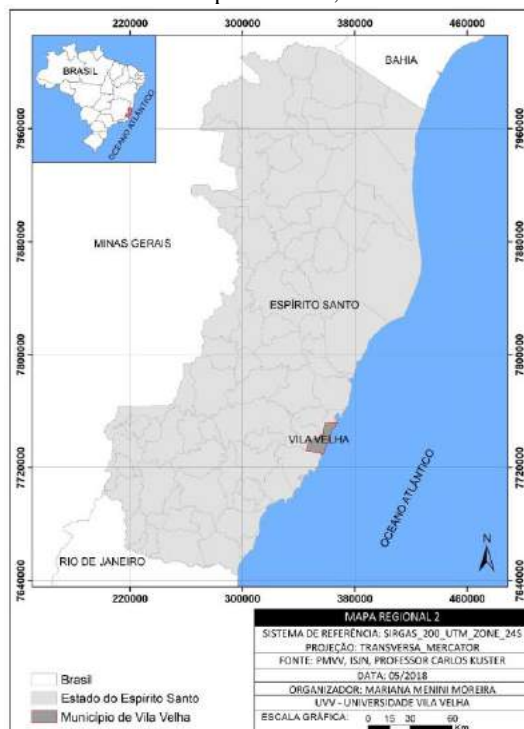 220000 300000 380000 460000
BAHIA
BRASIL
OCEANO ATLÂNTICO
7960000 7960000
MINAS GERAIS
7880000 7880000
ESPÍRITO SANTO
7800000 7800000
VILA VELHA
7720000 7720000
OCEANO ATLÂNTICO
N
RIO DE JANEIRO
7640000 7640000
220000 300000 380000 460000
MAPA REGIONAL 2
SISTEMA DE REFERÊNCIA: SIRGAS_200_UTM_ZONE_24S
PROJEÇÃO: TRANSVERSA_MERCATOR
FONTE: PMVV, ISJN, PROFESSOR CARLOS KUSTER
DATA: 05/2018
ORGANIZADOR: MARIANA MENINI MOREIRA
UVV - UNIVERSIDADE VILA VELHA
ESCALA GRÁFICA: 0 15 30 60
Km
Brasil
Estado do Espirito Santo
Município de Vila Velha